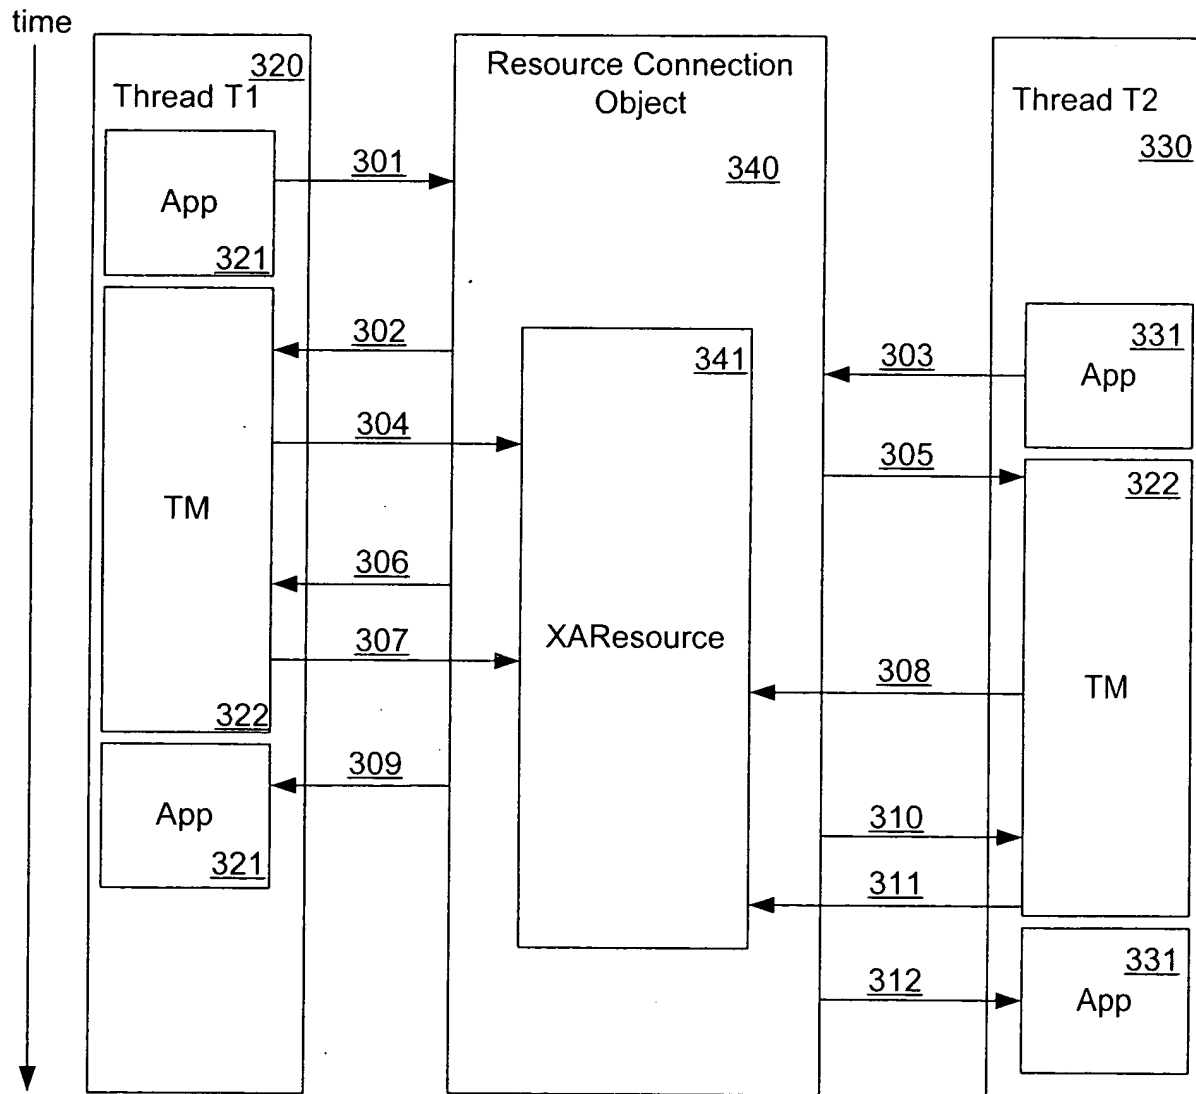 time
320
Thread T1
Resource Connection
Object
340
Thread T2
330
App
321
301
302
303
331
App
341
304
305
322
TM
306
XAResource
307
308
TM
322
309
App
321
310
311
331
312
App